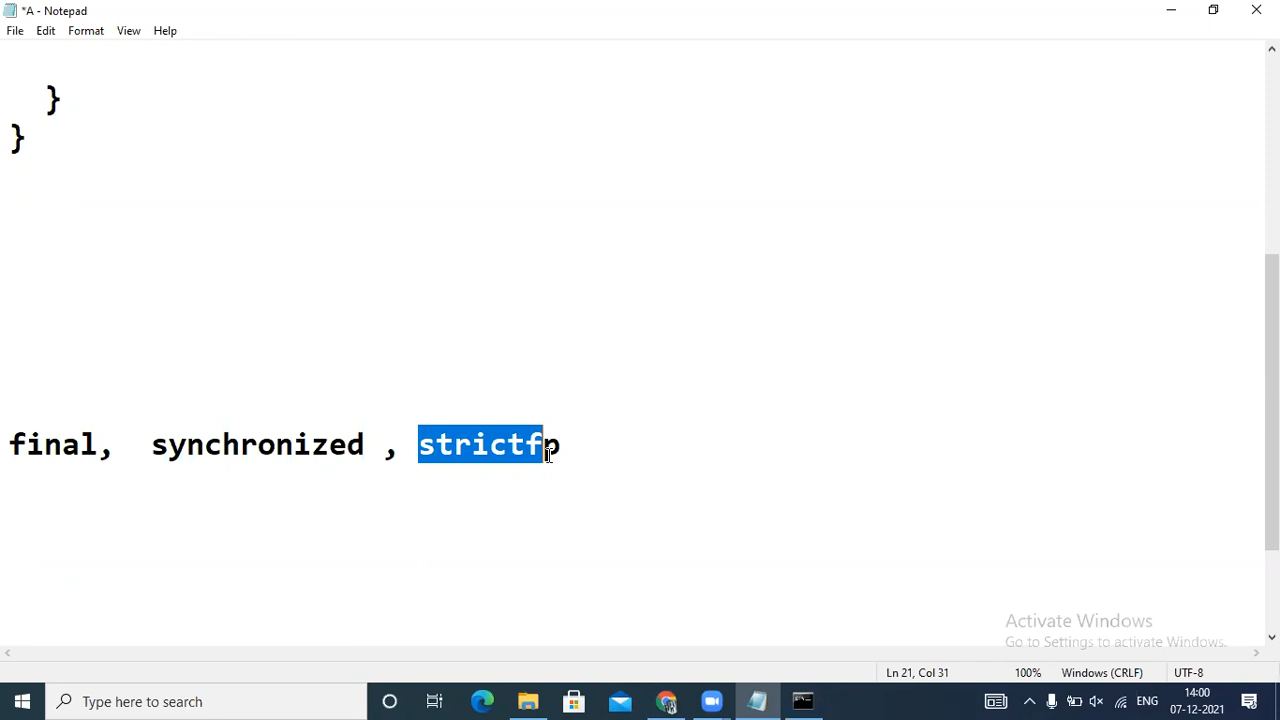 *A - Notepad
File Edit Format View Help
}
}
final,  synchronized , strictfp
Activate Windows
Go to Settings to activate Windows.
Ln 21, Col 31 100% Windows (CRLF) UTF-8
Type here to search
ENG
14:00
07-12-2021